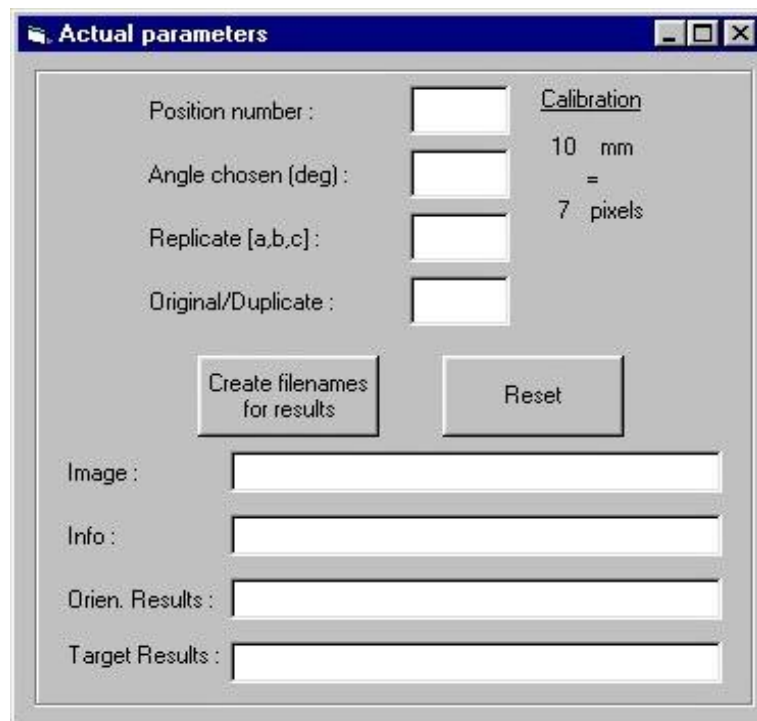 Actual parameters
Position number :
Calibration
10 mm
=
7 pixels
Angle chosen (deg) :
Replicate [a,b,c] :
Original/Duplicate :
Create filenames
for results
Reset
Image :
Info :
Orien. Results :
Target Results :